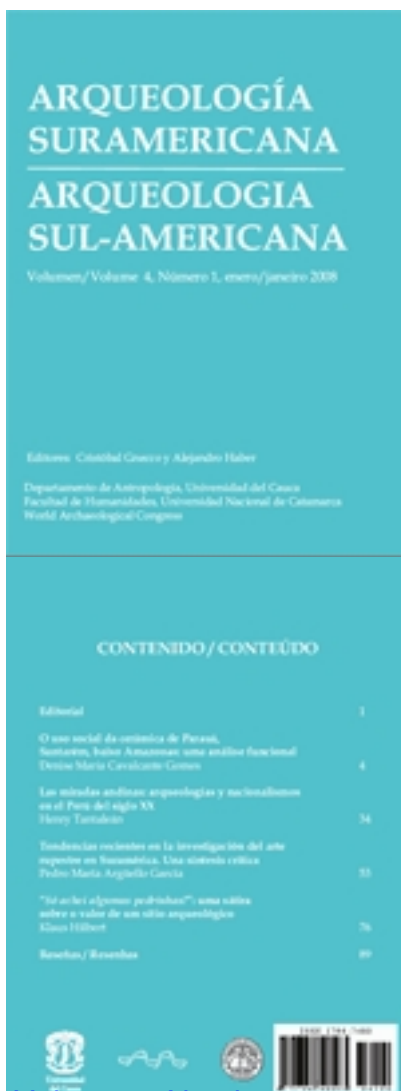 ARQUEOLOGÍA
SURAMERICANA
ARQUEOLOGIA
SUL-AMERICANA
Volumen/Volume 4, Número 1, enero/janeiro 2008
Editores: Cristóbal Gnecco y Alejandro Haber
Departamento de Antropología, Universidad del Cauca
Facultad de Humanidades, Universidad Nacional de Catamarca
World Archaeological Congress
CONTENIDO / CONTEÚDO
Editorial 1
O uso social da cerâmica de Parauá,
Santarém, baixo Amazonas: uma análise funcional
Denise Maria Cavalcante Gomes 4
Las miradas andinas: arqueologías y nacionalismos
en el Perú del siglo XX
Henry Tantaleán 34
Tendencias recientes en la investigación del arte
rupestre en Suramérica. Una síntesis crítica
Pedro María Argüello García 53
"Só achei algumas pedrinhas": uma sátira
sobre o valor de um sítio arqueológico
Klaus Hilbert 76
Reseñas/Resenhas 89
Universidad
del Cauca